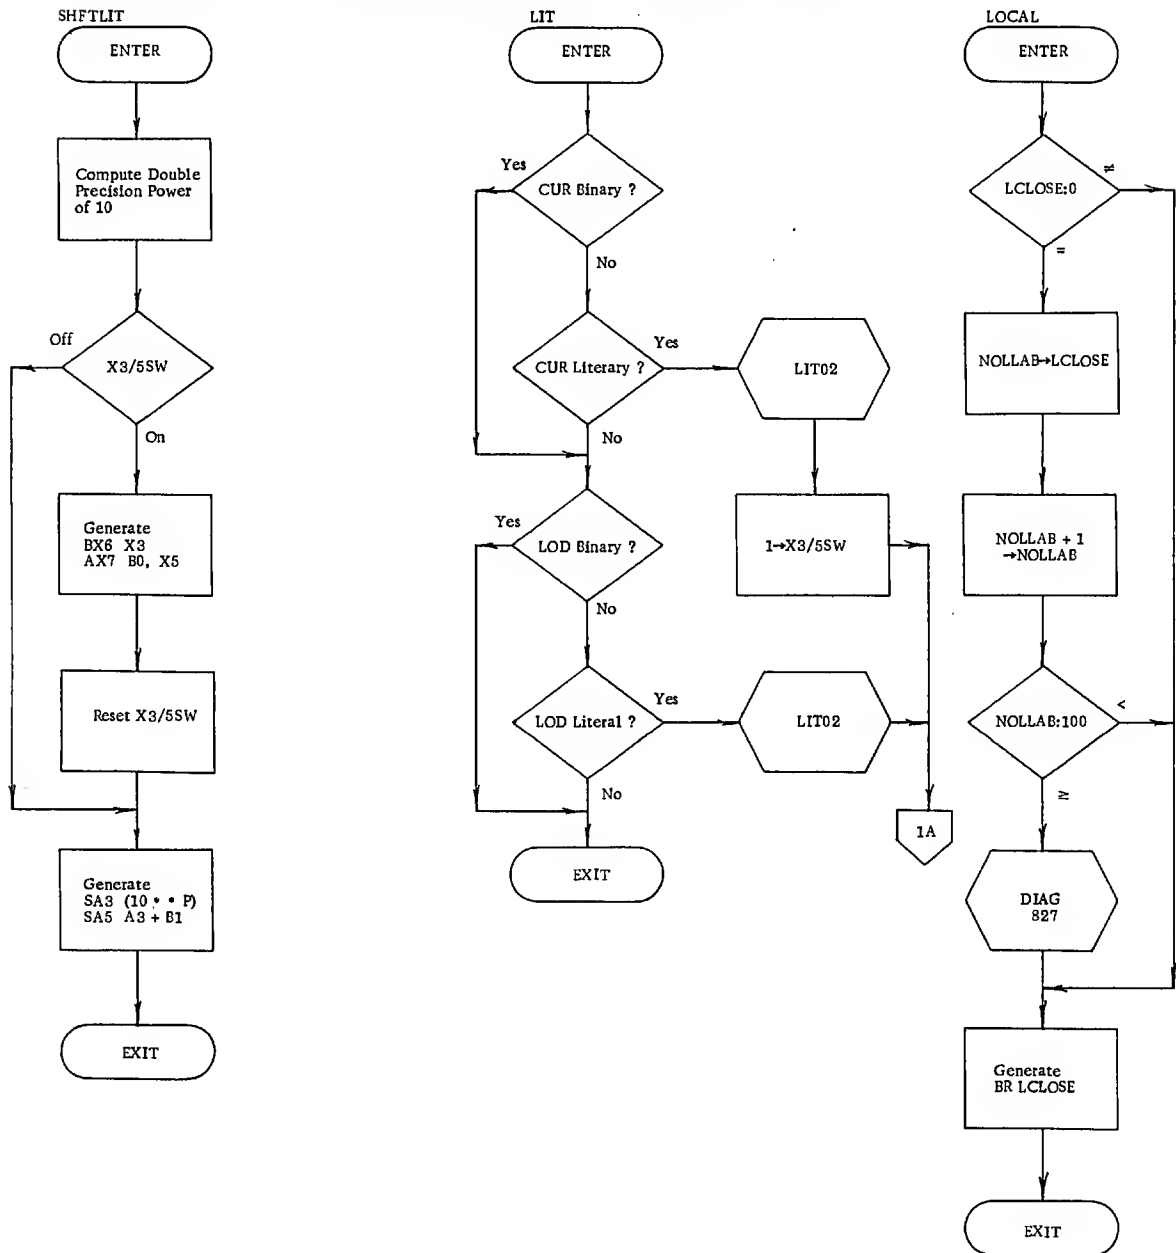 SHFTLIT
ENTER
Compute Double
Precision Power
of 10
Off
X3/5SW
On
Generate
BX6 X3
AX7 B0, X5
Reset X3/5SW
Generate
SA3 (10 * * P)
SA5 A3 + B1
EXIT
LIT
ENTER
Yes
CUR Binary ?
No
CUR Literary ?
Yes
LIT02
No
Yes
LOD Binary ?
1→X3/5SW
No
LOD Literal ?
Yes
LIT02
No
1A
EXIT
LOCAL
ENTER
≠
LCLOSE:0
=
NOLLAB→LCLOSE
NOLLAB + 1
→NOLLAB
<
NOLLAB:100
≥
DIAG
827
Generate
BR LCLOSE
EXIT